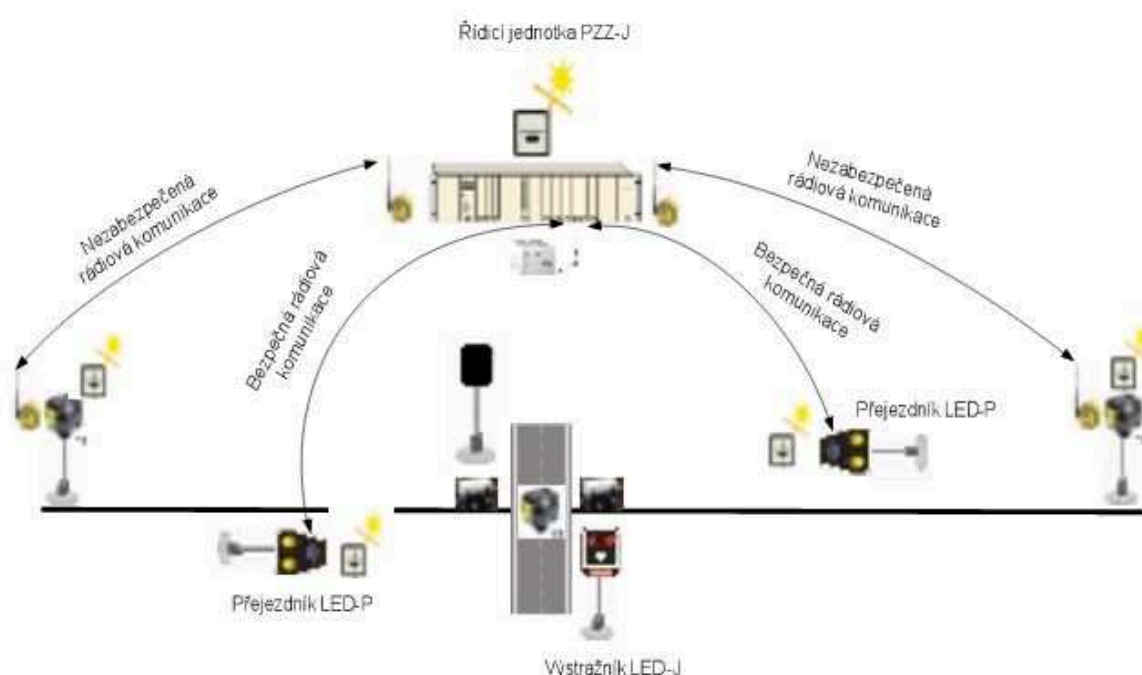 Řídicí jednotka PZZ-J
Nezabezpečená
rádiová komunikace
Nezabezpečená
rádiová komunikace
Bezpečná rádiová
komunikace
Bezpečná rádiová
komunikace
Přejezdník LED-P
Přejezdník LED-P
Výstražník LED-J